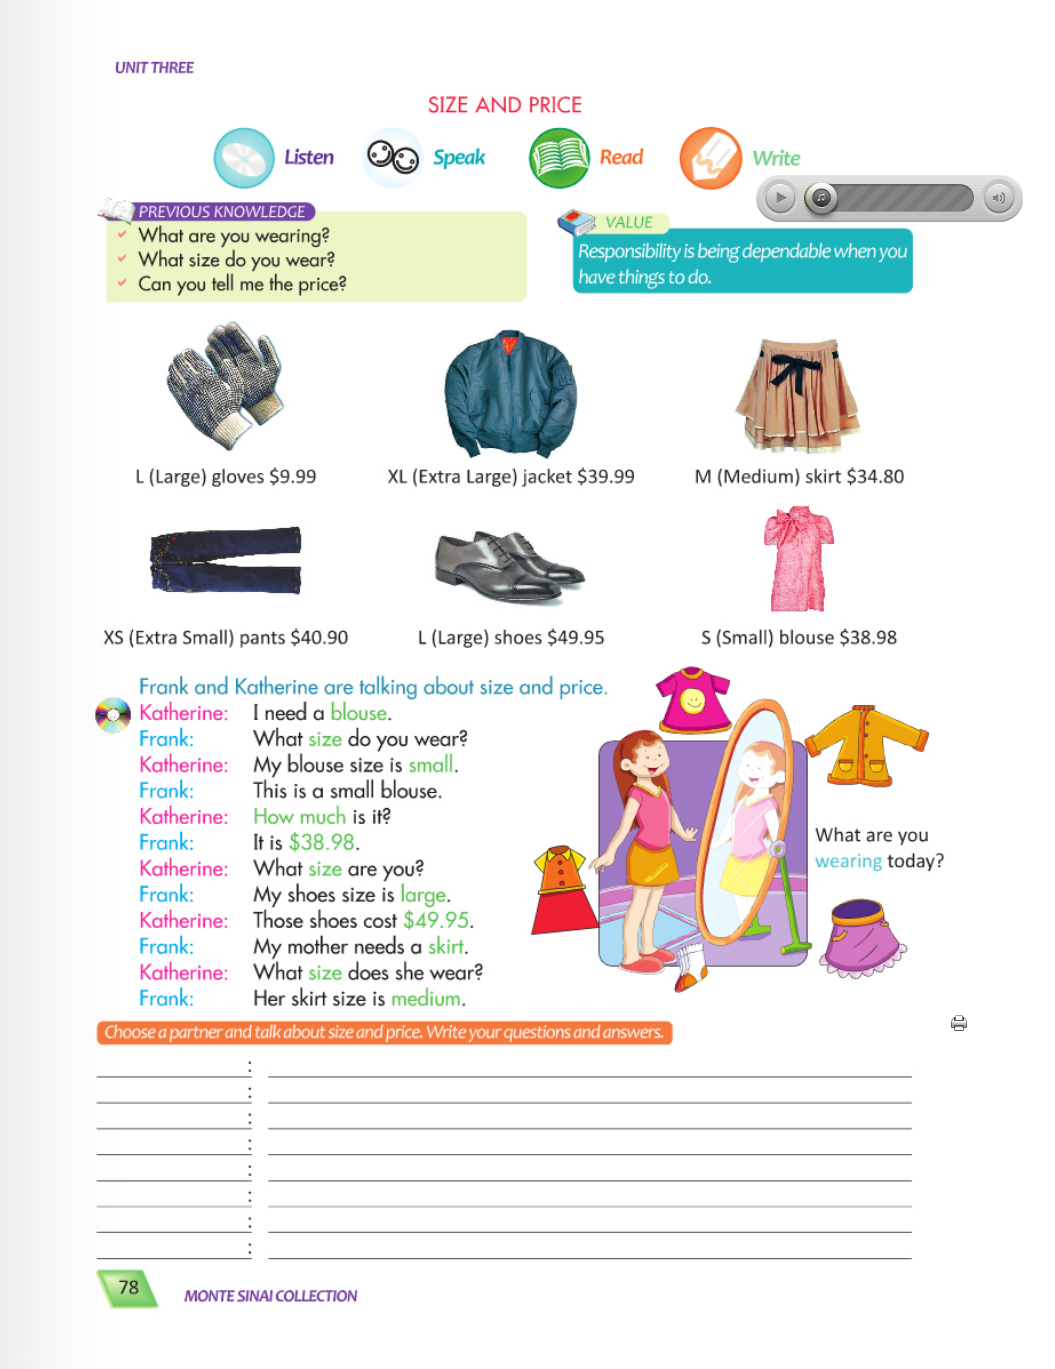 UNIT THREE
SIZE AND PRICE
Listen
Speak
Read
Write
PREVIOUS KNOWLEDGE
What are you wearing?
What size do you wear?
Can you tell me the price?
VALUE
Responsibility is being dependable when you
have things to do.
L (Large) gloves $9.99
XL (Extra Large) jacket $39.99
M (Medium) skirt $34.80
XS (Extra Small) pants $40.90
L (Large) shoes $49.95
S (Small) blouse $38.98
Frank and Katherine are talking about size and price.
Katherine: I need a blouse.
Frank: What size do you wear?
Katherine: My blouse size is small.
Frank: This is a small blouse.
Katherine: How much is it?
Frank: It is $38.98.
Katherine: What size are you?
Frank: My shoes size is large.
Katherine: Those shoes cost $49.95.
Frank: My mother needs a skirt.
Katherine: What size does she wear?
Frank: Her skirt size is medium.
What are you
wearing today?
Choose a partner and talk about size and price. Write your questions and answers.
:
:
:
:
:
:
:
:
78
MONTE SINAI COLLECTION